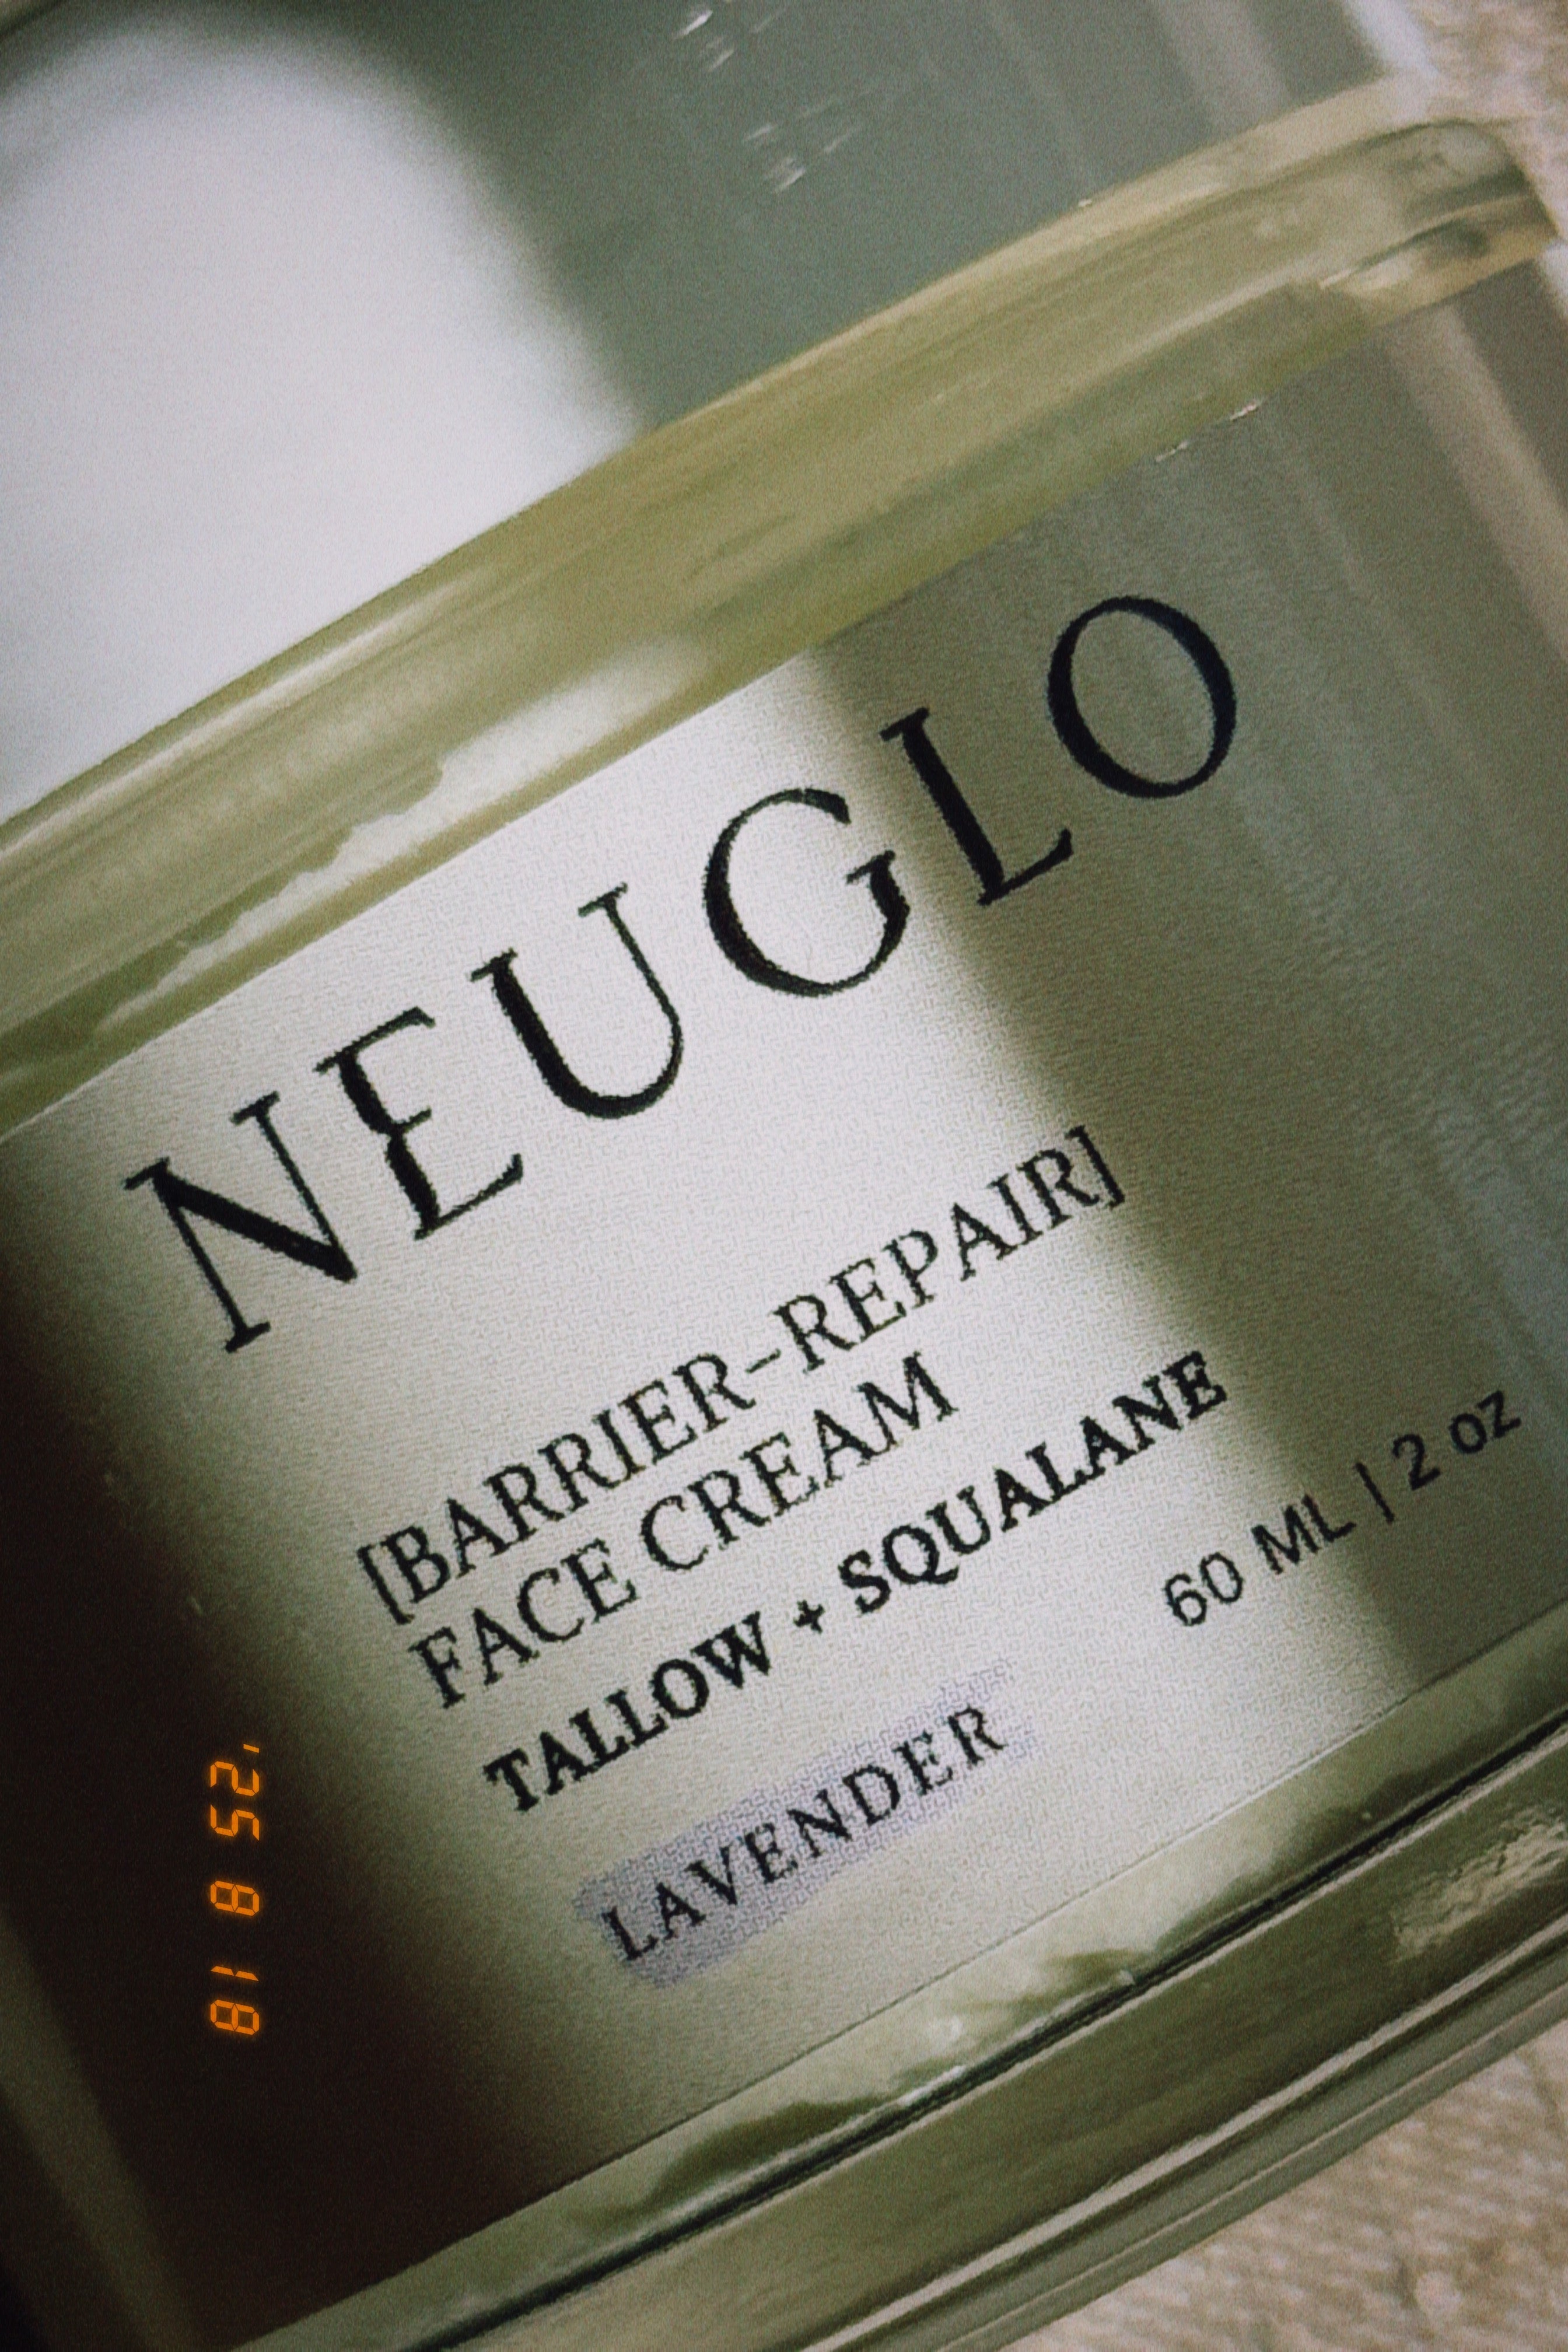 NEUGLO
[BARRIER-REPAIR]
FACE CREAM
TALLOW + SQUALANE
60 ML | 2 oz
LAVENDER
'25 8 18